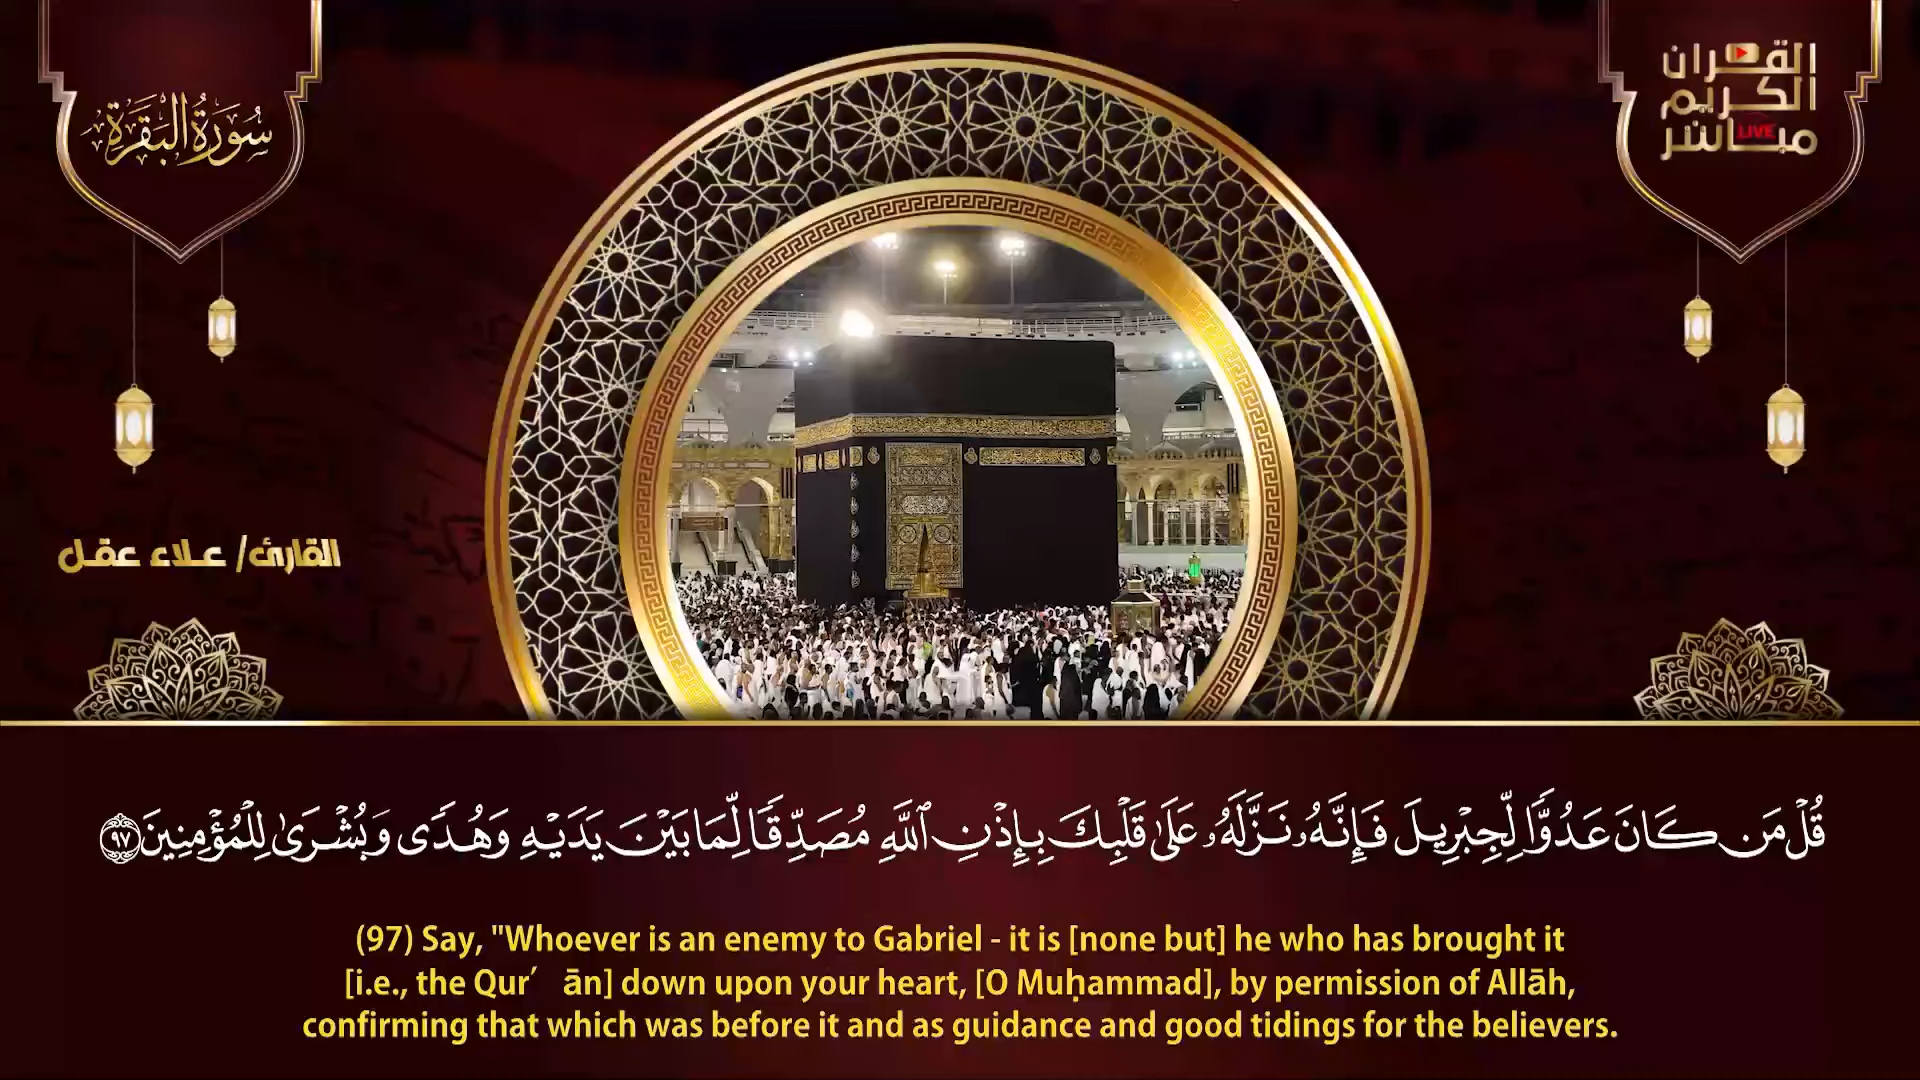 سُورَةُ البَقَرَةِ
القرآن
الكريم
مباشر
LIVE
القارئ/ علاء عقل
قُلْ مَن كَانَ عَدُوًّا لِّجِبْرِيلَ فَإِنَّهُۥ نَزَّلَهُۥ عَلَىٰ قَلْبِكَ بِإِذْنِ ٱللَّهِ مُصَدِّقًا لِّمَا بَيْنَ يَدَيْهِ وَهُدًى وَبُشْرَىٰ لِلْمُؤْمِنِينَ ٩٧
(97) Say, "Whoever is an enemy to Gabriel - it is [none but] he who has brought it
[i.e., the Qur՛ān] down upon your heart, [O Muḥammad], by permission of Allāh,
confirming that which was before it and as guidance and good tidings for the believers.